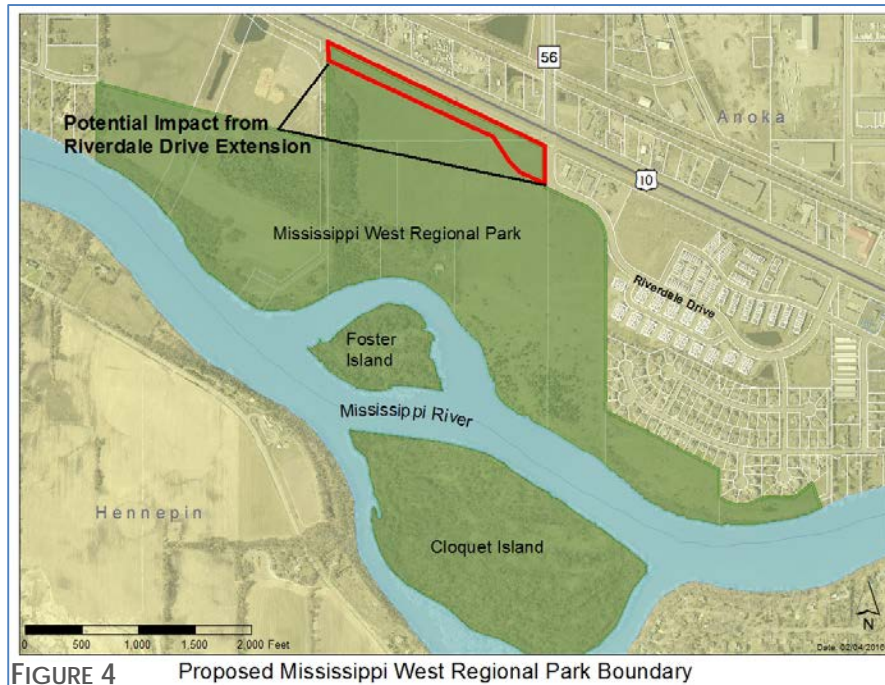 56
Anoka
Potential Impact from
Riverdale Drive Extension
10
Mississippi West Regional Park
Riverdale Drive
Foster
Island
Mississippi River
Hennepin
Cloquet Island
N
0 500 1,000 1,500 2,000 Feet
Date: 02/04/2016
FIGURE 4 Proposed Mississippi West Regional Park Boundary